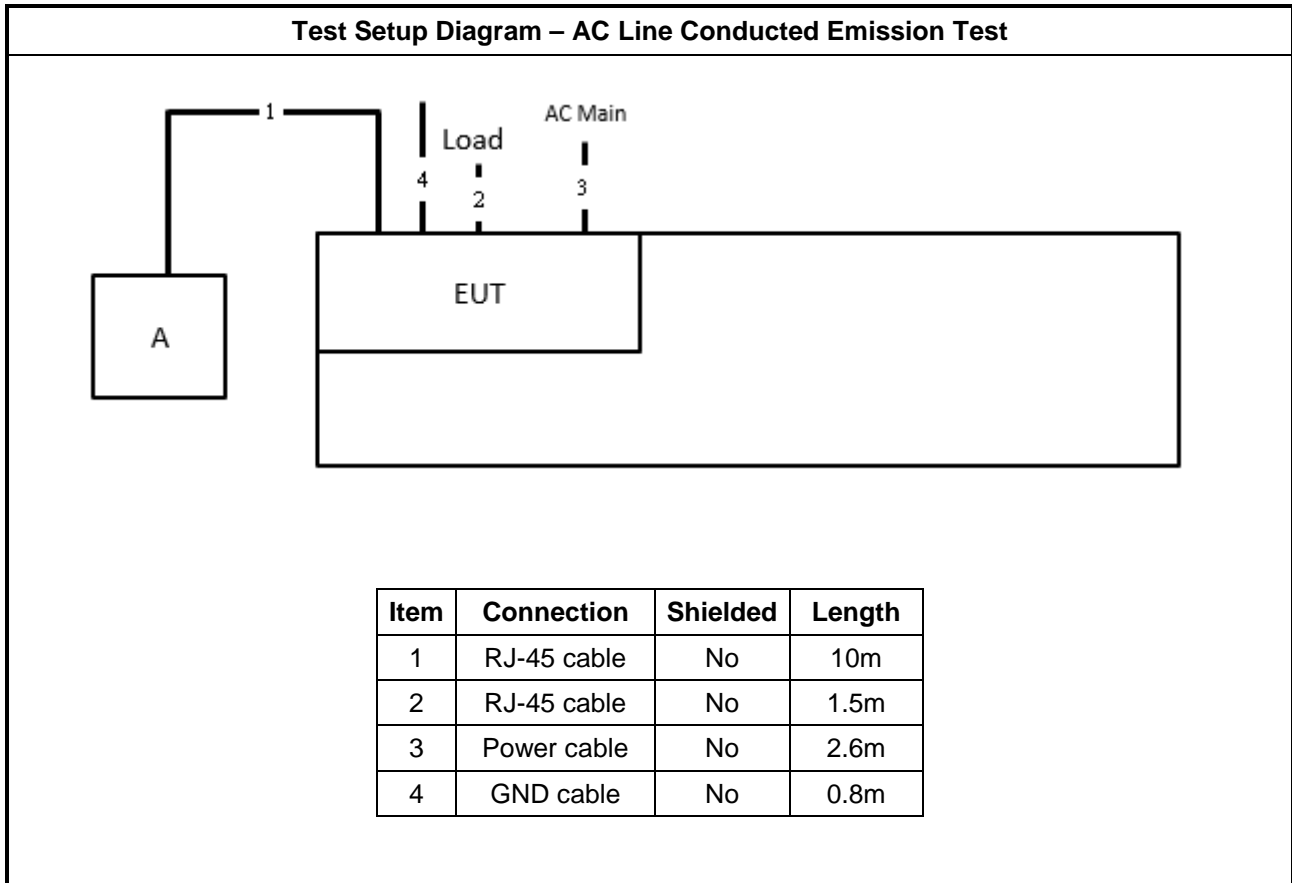 Test Setup Diagram – AC Line Conducted Emission Test
1
AC Main
Load
4
3
2
EUT
A
Item Connection Shielded Length
1 RJ-45 cable No 10m
2 RJ-45 cable No 1.5m
3 Power cable No 2.6m
4 GND cable No 0.8m